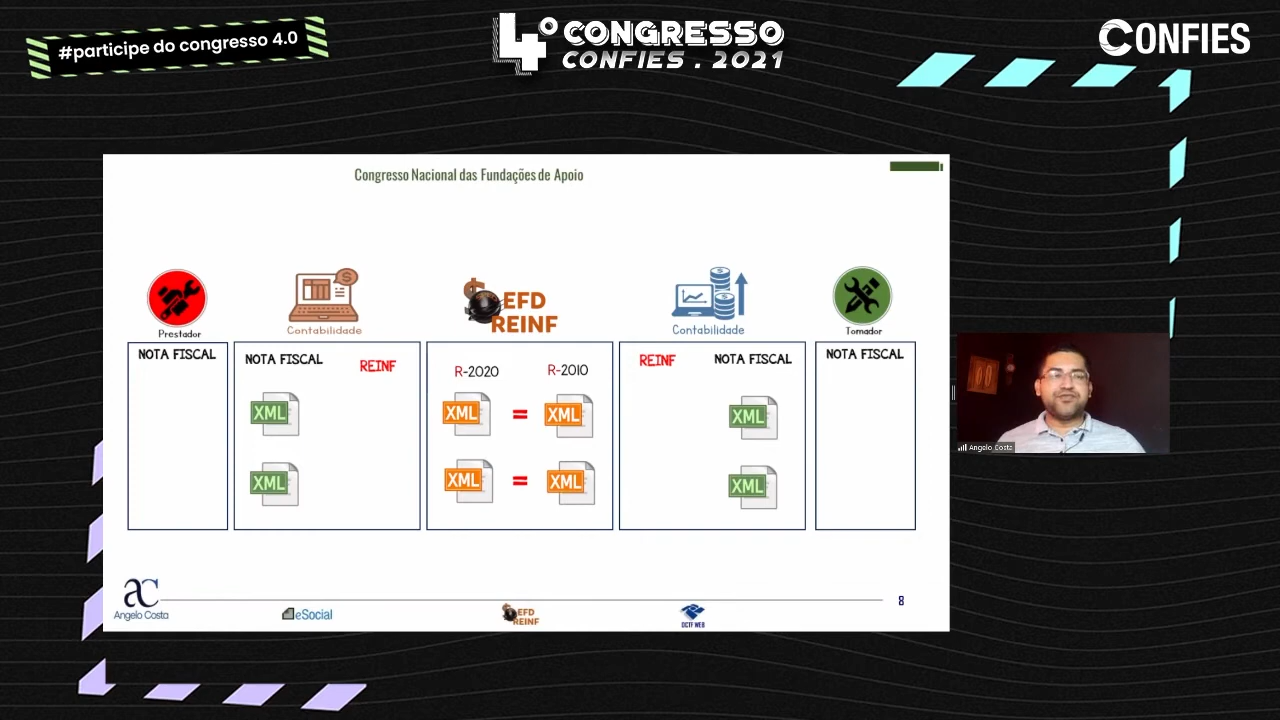 #participe do congresso 4.0
4º CONGRESSO
CONFIES . 2021
CONFIES
Congresso Nacional das Fundações de Apoio
Prestador
Contabilidade
EFD
REINF
Contabilidade
Tomador
NOTA FISCAL
NOTA FISCAL
REINF
R-2020
R-2010
REINF
NOTA FISCAL
NOTA FISCAL
XML
XML = XML
XML
XML
XML = XML
XML
Angelo Costa
AC
Angelo Costa
eSocial
EFD
REINF
DCTF WEB
8